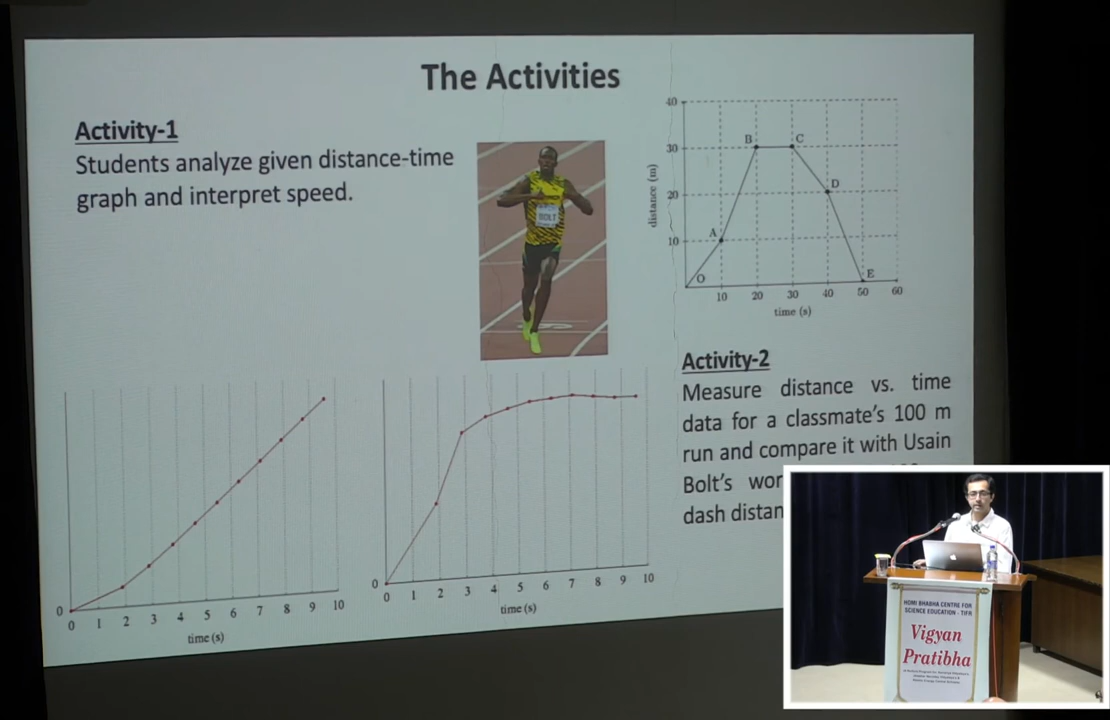 The Activities
Activity-1
Students analyze given distance-time
graph and interpret speed.
BOLT
40
30
20
10
distance (m)
O
A
B
C
D
E
10 20 30 40 50 60
time (s)
Activity-2
Measure distance vs. time
data for a classmate's 100 m
run and compare it with Usain
Bolt's wor
dash distan
0
0 1 2 3 4 5 6 7 8 9 10
time (s)
0
0 1 2 3 4 5 6 7 8 9 10
time (s)
HOMI BHABHA CENTRE FOR
SCIENCE EDUCATION - TIFR
Vigyan
Pratibha